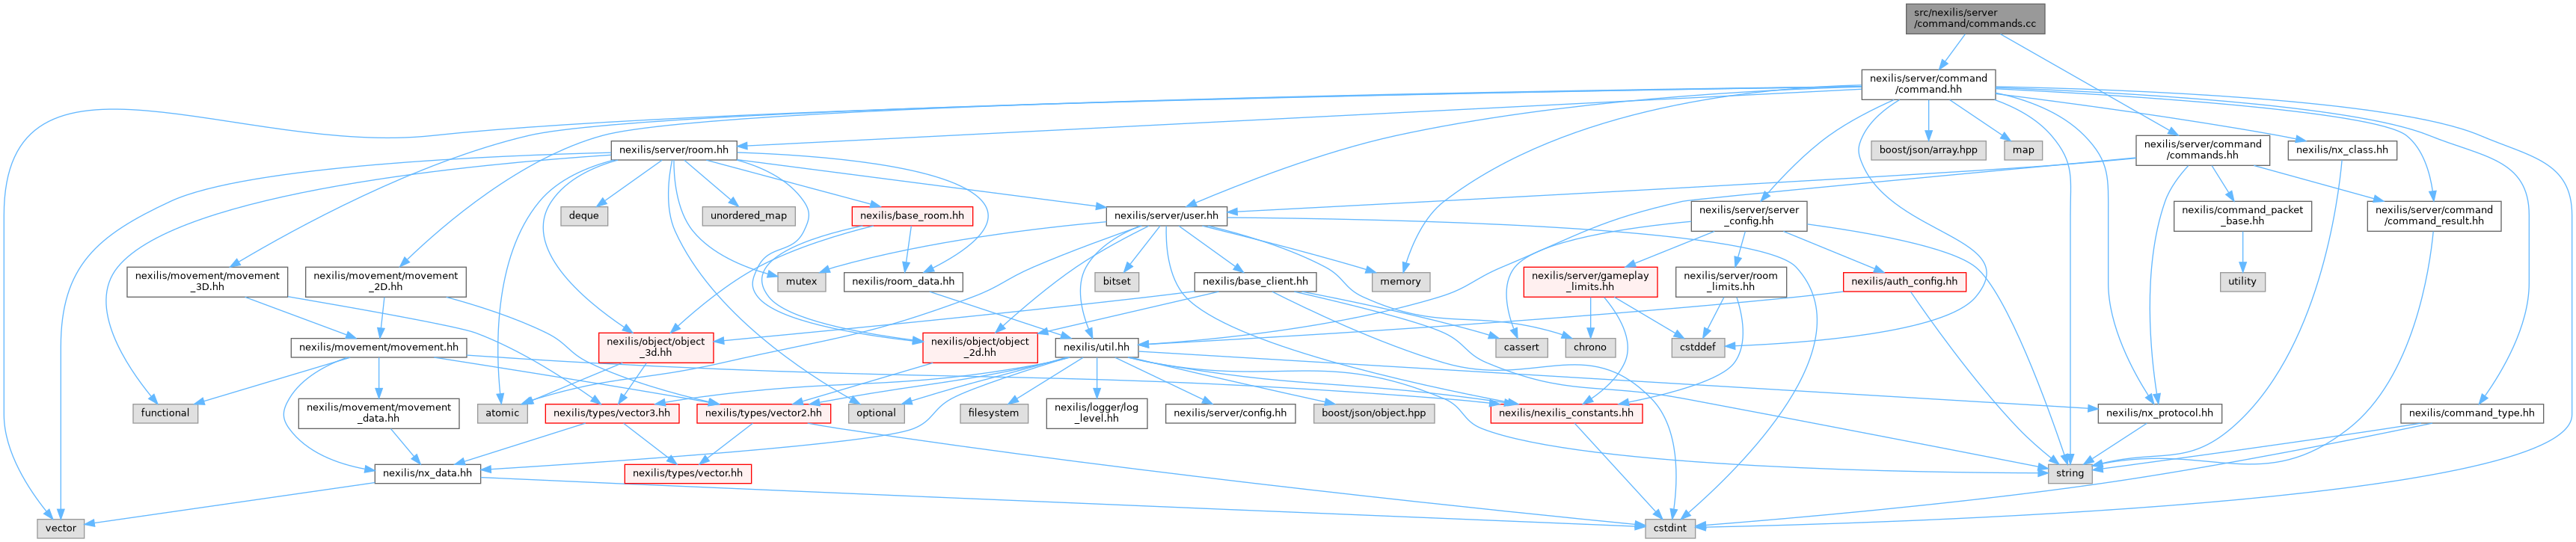 src/nexilis/server
/command/commands.cc
nexilis/server/command
/command.hh
boost/json/array.hpp
map
nexilis/server/command
/commands.hh
nexilis/nx_class.hh
nexilis/server/room.hh
deque
unordered_map
nexilis/base_room.hh
nexilis/server/user.hh
nexilis/server/server
_config.hh
nexilis/command_packet
_base.hh
nexilis/server/command
/command_result.hh
nexilis/movement/movement
_3D.hh
nexilis/movement/movement
_2D.hh
mutex
nexilis/room_data.hh
bitset
nexilis/base_client.hh
memory
nexilis/server/gameplay
_limits.hh
nexilis/server/room
_limits.hh
nexilis/auth_config.hh
utility
nexilis/movement/movement.hh
nexilis/object/object
_3d.hh
nexilis/object/object
_2d.hh
nexilis/util.hh
cassert
chrono
cstddef
functional
nexilis/movement/movement
_data.hh
atomic
nexilis/types/vector3.hh
nexilis/types/vector2.hh
optional
filesystem
nexilis/logger/log
_level.hh
nexilis/server/config.hh
boost/json/object.hpp
nexilis/nexilis_constants.hh
nexilis/nx_protocol.hh
nexilis/command_type.hh
nexilis/nx_data.hh
nexilis/types/vector.hh
string
vector
cstdint